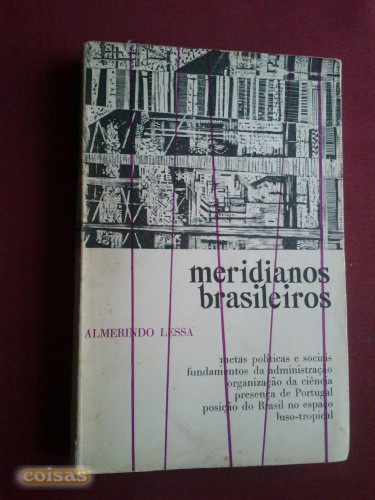 meridianos
brasileiros
ALMERINDO LESSA
metas políticas e sociais
fundamentos da administração
organização da ciência
presença de Portugal
posição do Brasil no espaço
luso-tropical
coisas